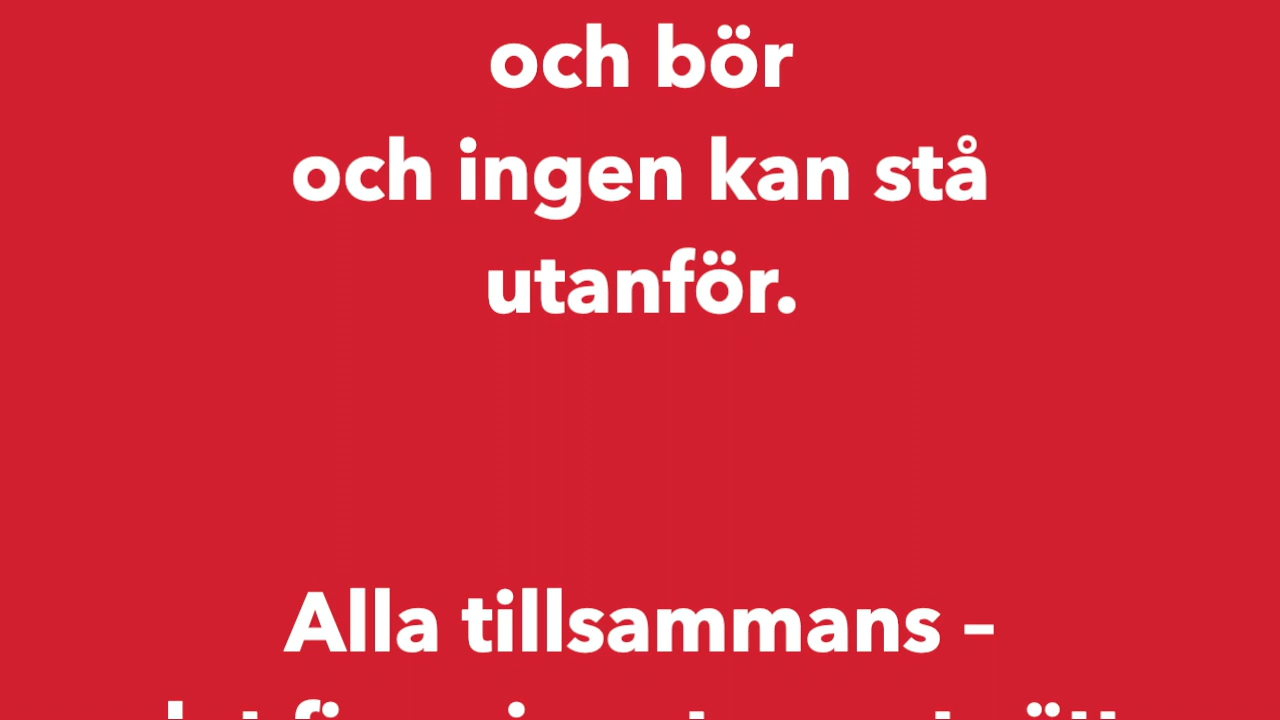 och bör
och ingen kan stå
utanför.
Alla tillsammans –